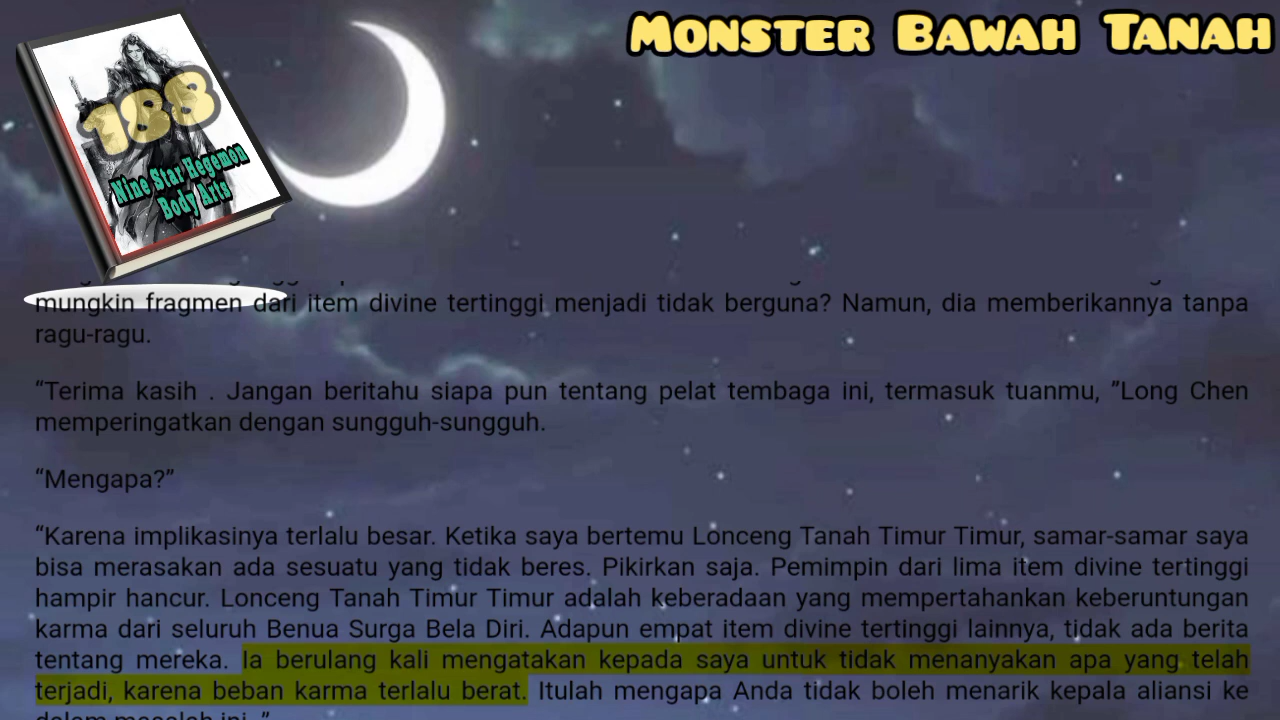 Monster Bawah Tanah
188
Nine Star Hegemon
Body Arts
mungkin fragmen dari item divine tertinggi menjadi tidak berguna? Namun, dia memberikannya tanpa
ragu-ragu.
“Terima kasih . Jangan beritahu siapa pun tentang pelat tembaga ini, termasuk tuanmu, ”Long Chen
memperingatkan dengan sungguh-sungguh.
“Mengapa?”
“Karena implikasinya terlalu besar. Ketika saya bertemu Lonceng Tanah Timur Timur, samar-samar saya
bisa merasakan ada sesuatu yang tidak beres. Pikirkan saja. Pemimpin dari lima item divine tertinggi
hampir hancur. Lonceng Tanah Timur Timur adalah keberadaan yang mempertahankan keberuntungan
karma dari seluruh Benua Surga Bela Diri. Adapun empat item divine tertinggi lainnya, tidak ada berita
tentang mereka. Ia berulang kali mengatakan kepada saya untuk tidak menanyakan apa yang telah
terjadi, karena beban karma terlalu berat. Itulah mengapa Anda tidak boleh menarik kepala aliansi ke
dalam masalah ini. ”